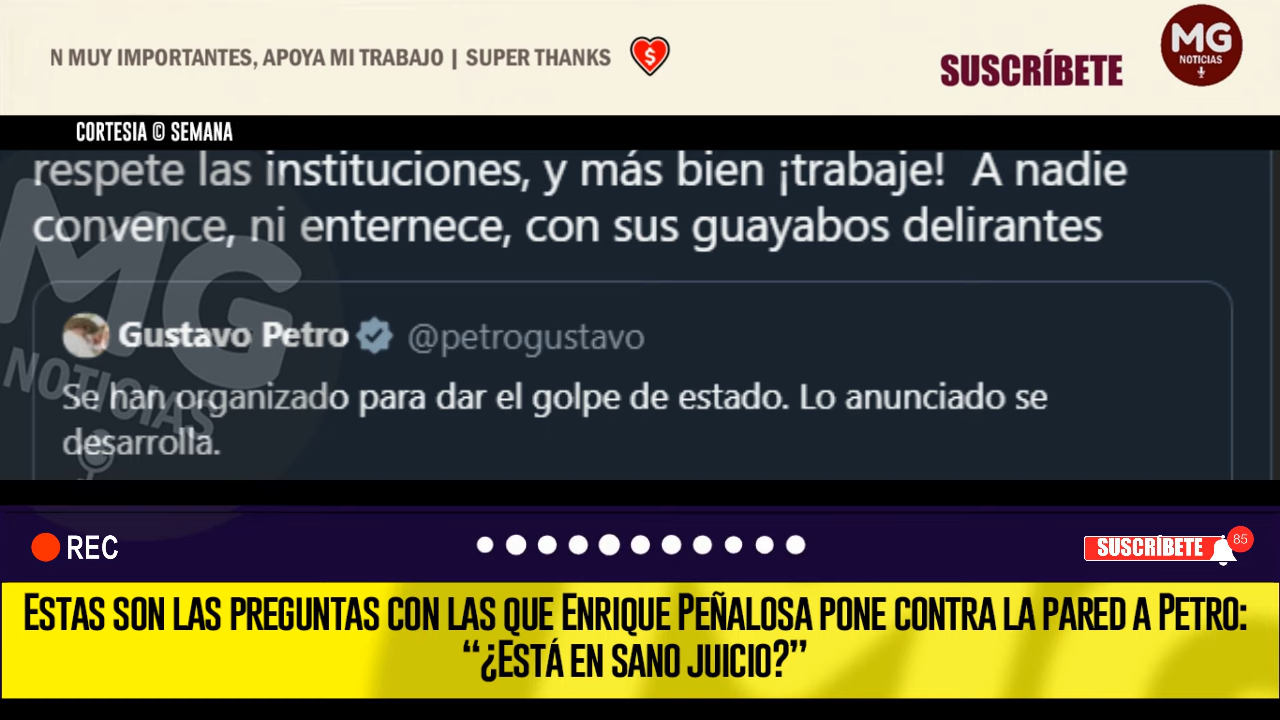 N MUY IMPORTANTES, APOYA MI TRABAJO | SUPER THANKS
$
SUSCRÍBETE
MG
NOTICIAS
CORTESIA © SEMANA
respete las instituciones, y más bien ¡trabaje! A nadie
convence, ni enternece, con sus guayabos delirantes
MG
NOTICIAS
Gustavo Petro @petrogustavo
Se han organizado para dar el golpe de estado. Lo anunciado se
desarrolla.
REC
SUSCRÍBETE
85
ESTAS SON LAS PREGUNTAS CON LAS QUE ENRIQUE PEÑALOSA PONE CONTRA LA PARED A PETRO:
“¿ESTÁ EN SANO JUICIO?”